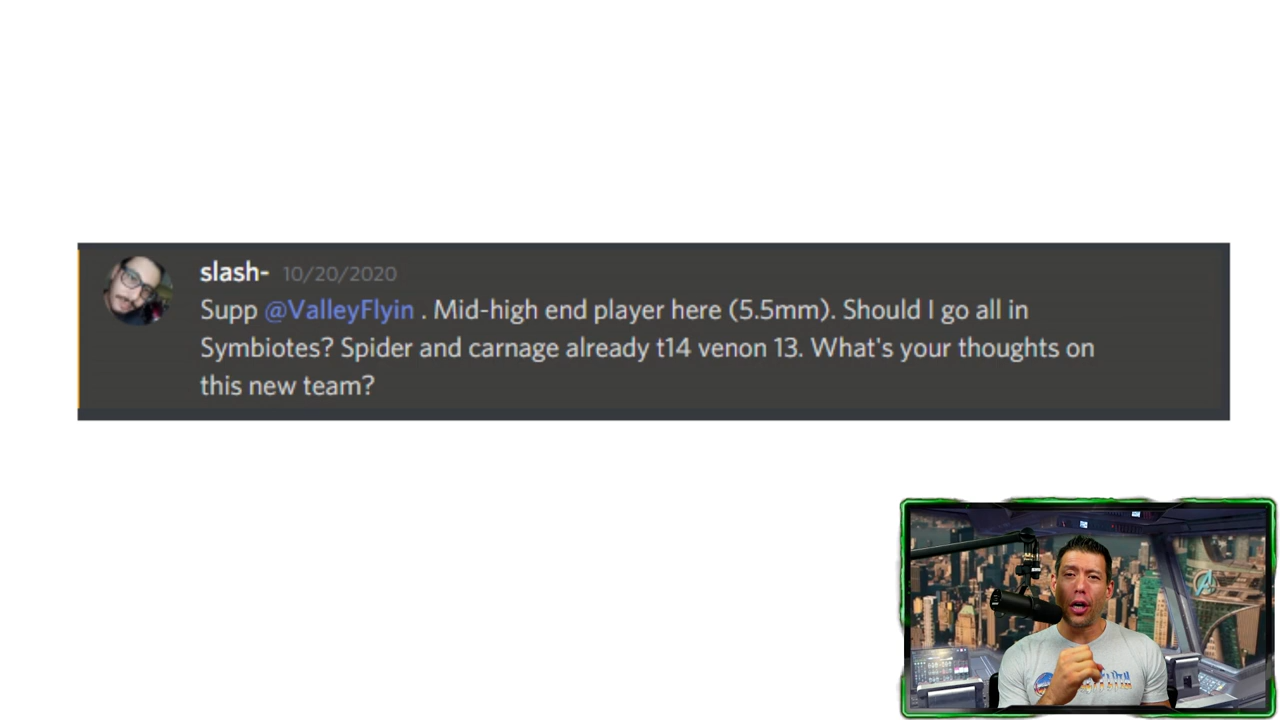 slash- 10/20/2020
Supp @ValleyFlyin . Mid-high end player here (5.5mm). Should I go all in
Symbiotes? Spider and carnage already t14 venon 13. What's your thoughts on
this new team?